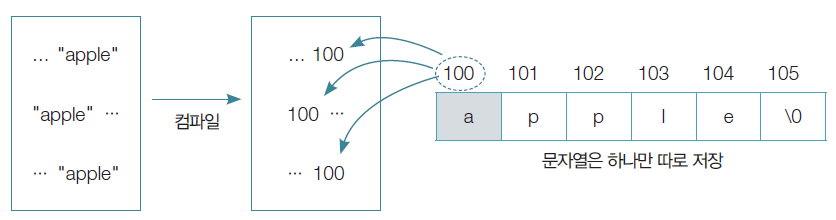 ... "apple"
"apple" ...
... "apple"
컴파일
... 100
100 ...
... 100
100 101 102 103 104 105
a p p l e \0
문자열은 하나만 따로 저장